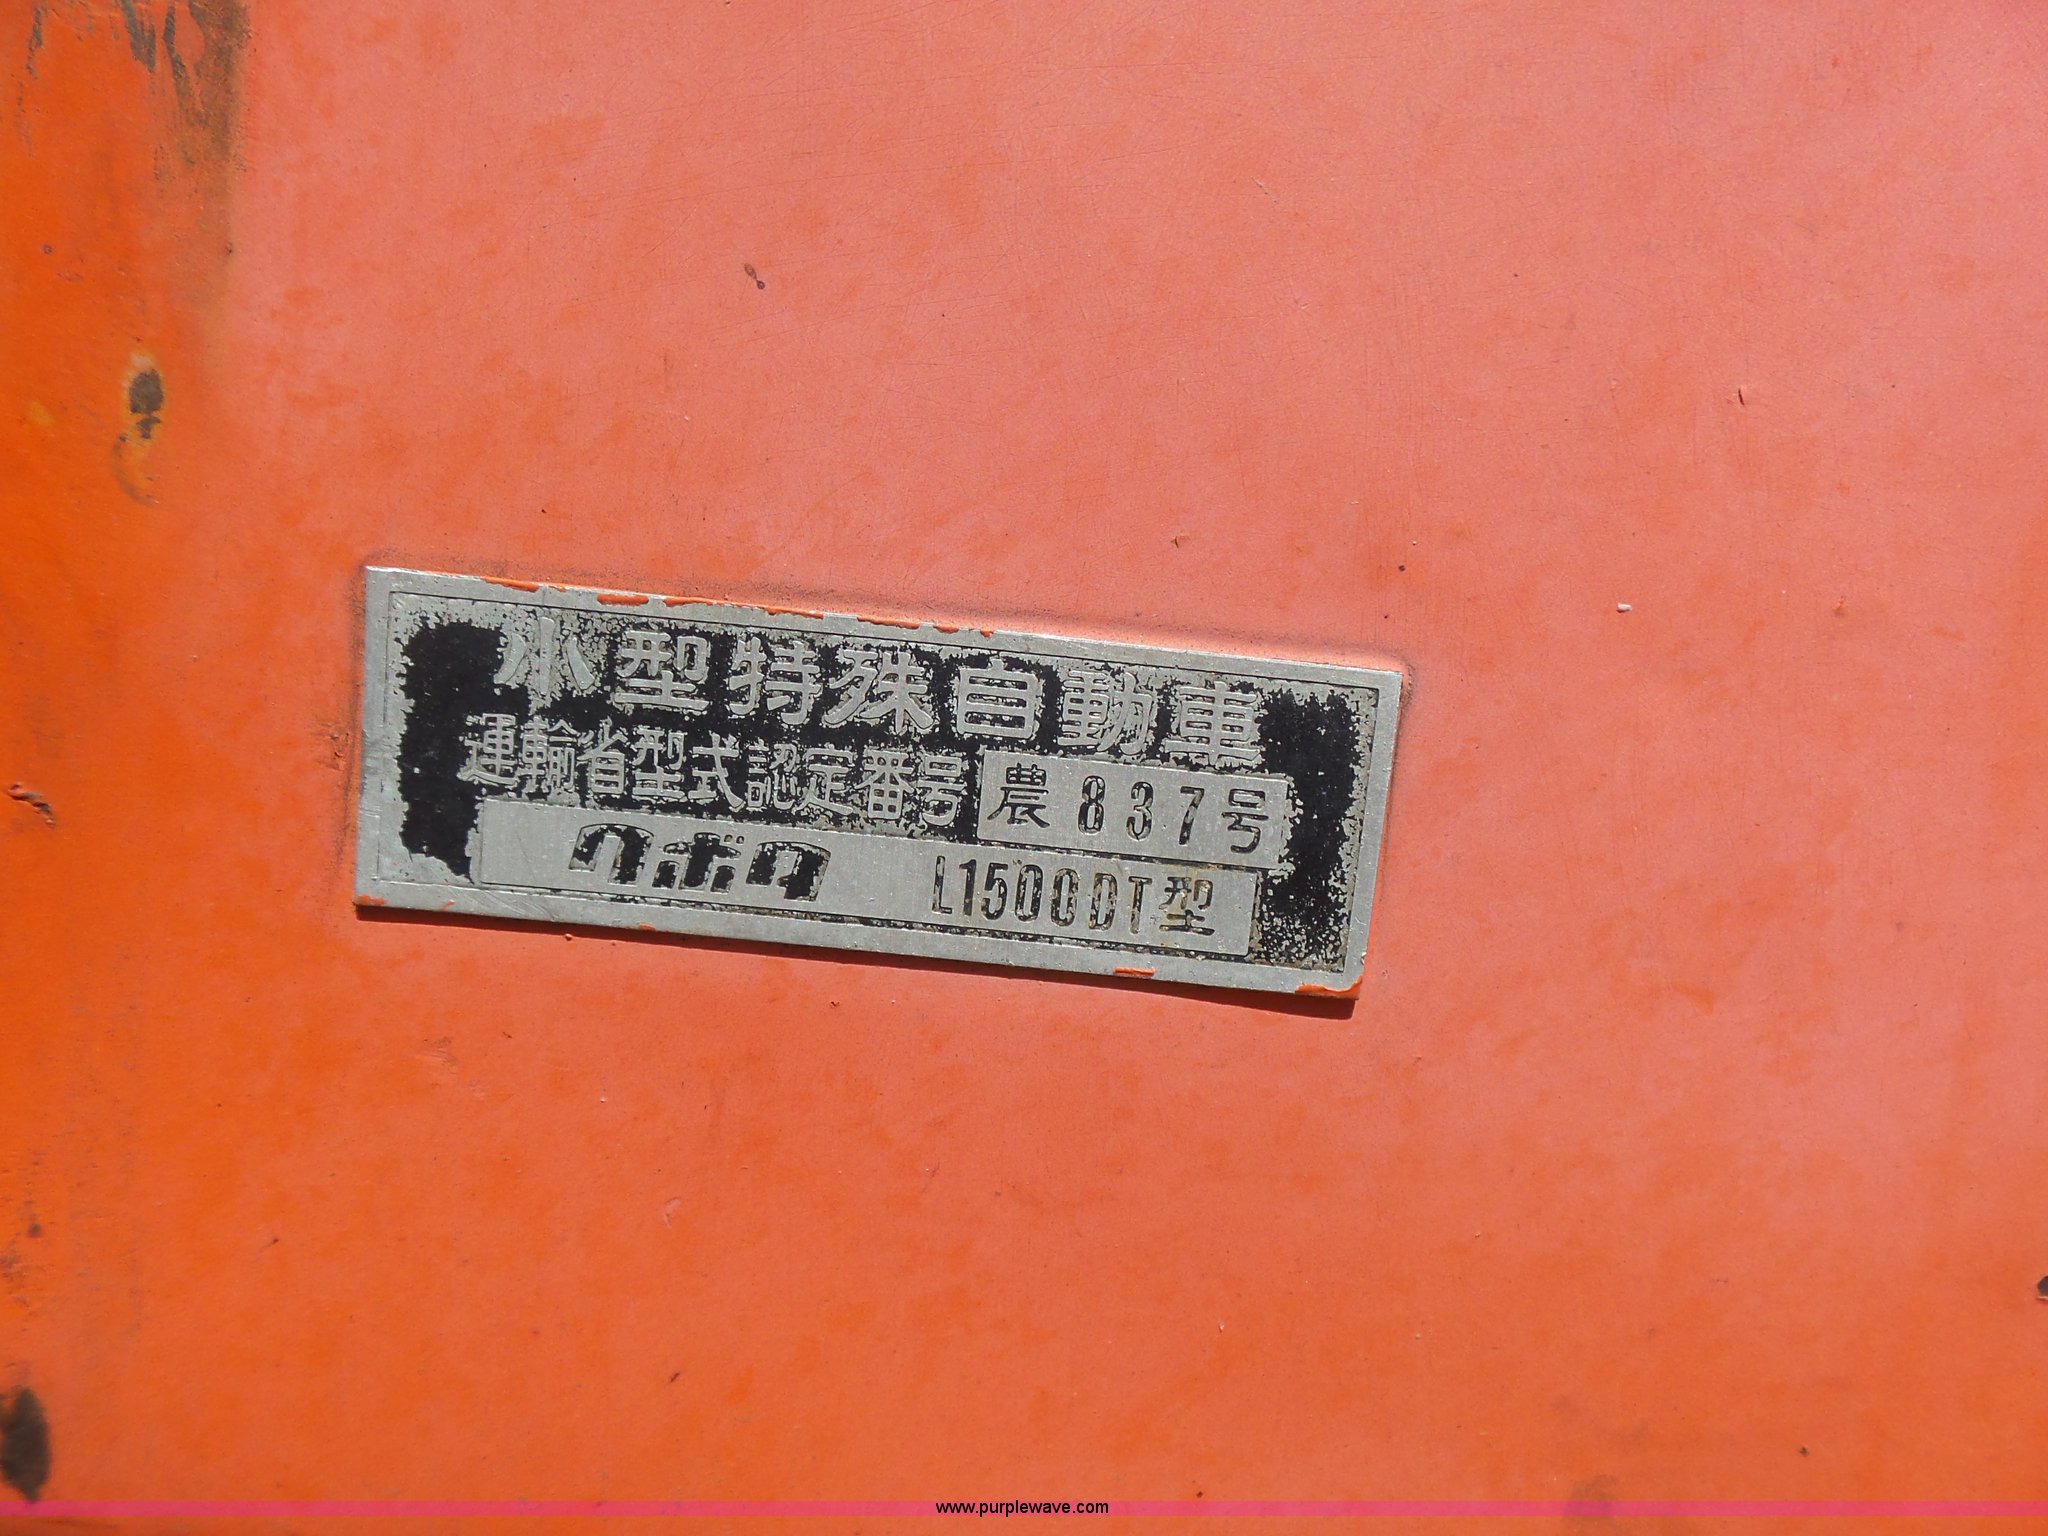 小型特殊自動車
運輸省型式認定番号 農837号
クボタ L1500DT型
www.purplewave.com